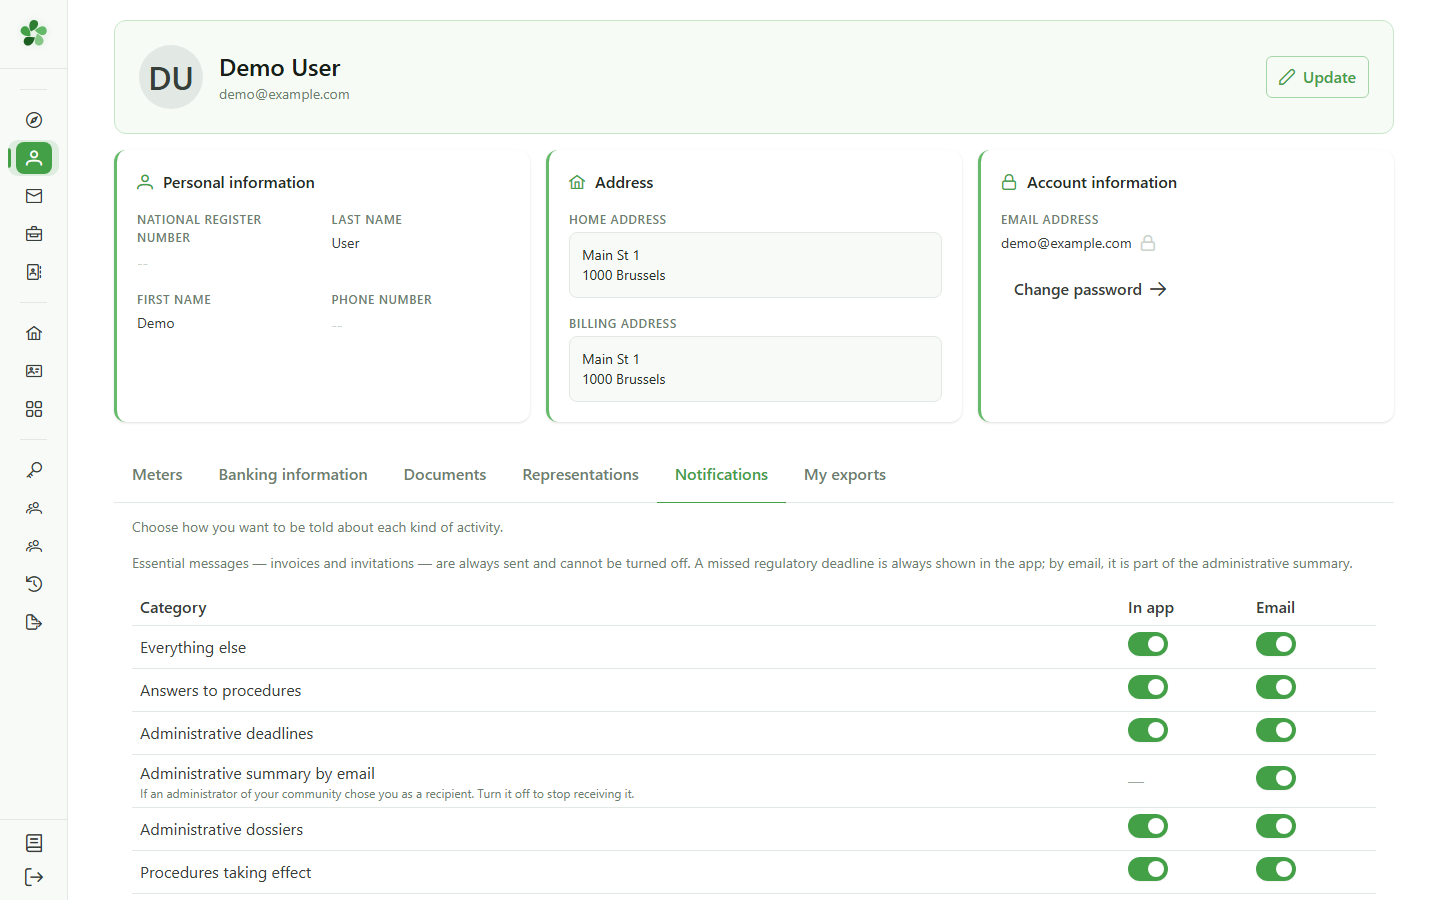 DU
Demo User
demo@example.com
Update
Personal information
NATIONAL REGISTER
NUMBER
--
LAST NAME
User
FIRST NAME
Demo
PHONE NUMBER
--
Address
HOME ADDRESS
Main St 1
1000 Brussels
BILLING ADDRESS
Main St 1
1000 Brussels
Account information
EMAIL ADDRESS
demo@example.com
Change password
Meters Banking information Documents Representations Notifications My exports
Choose how you want to be told about each kind of activity.
Essential messages — invoices and invitations — are always sent and cannot be turned off. A missed regulatory deadline is always shown in the app; by email, it is part of the administrative summary.
Category In app Email
Everything else
Answers to procedures
Administrative deadlines
Administrative summary by email —
If an administrator of your community chose you as a recipient. Turn it off to stop receiving it.
Administrative dossiers
Procedures taking effect